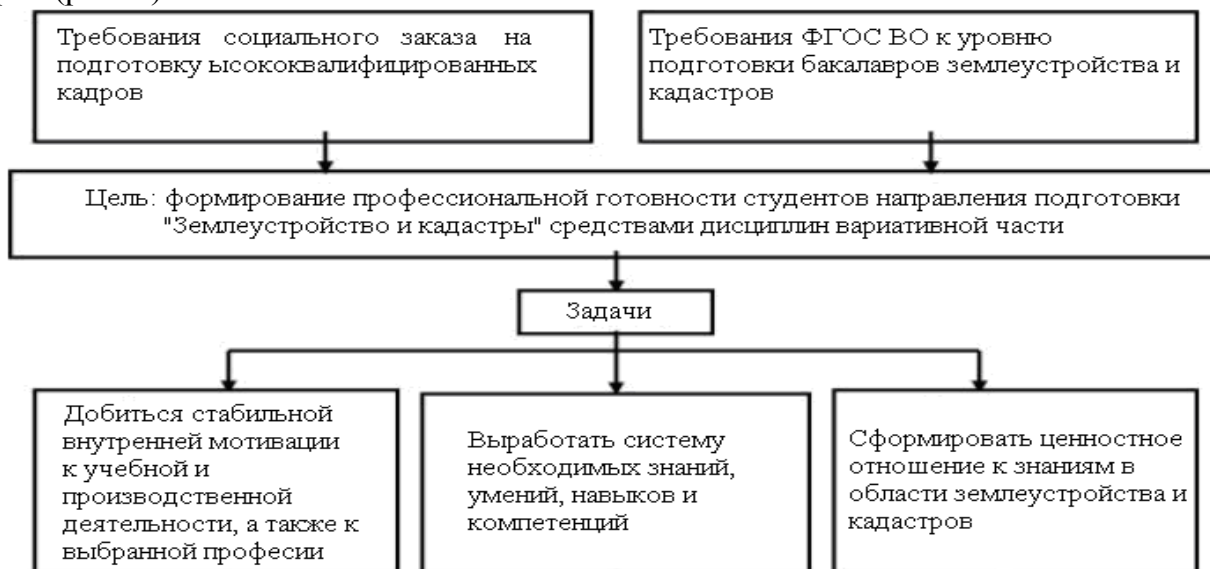 Требования социального заказа на
подготовку ысококвалифицированных
кадров
Требования ФГОС ВО к уровню
подготовки бакалавров землеустройства и
кадастров
Цель: формирование профессиональной готовности студентов направления подготовки
"Землеустройство и кадастры" средствами дисциплин вариативной части
Задачи
Добиться стабильной
внутренней мотивации
к учебной и
производственной
деятельности, а также к
выбранной професии
Выработать систему
необходимых знаний,
умений, навыков и
компетенций
Сформировать ценностное
отношение к знаниям в
области землеустройства и
кадастров